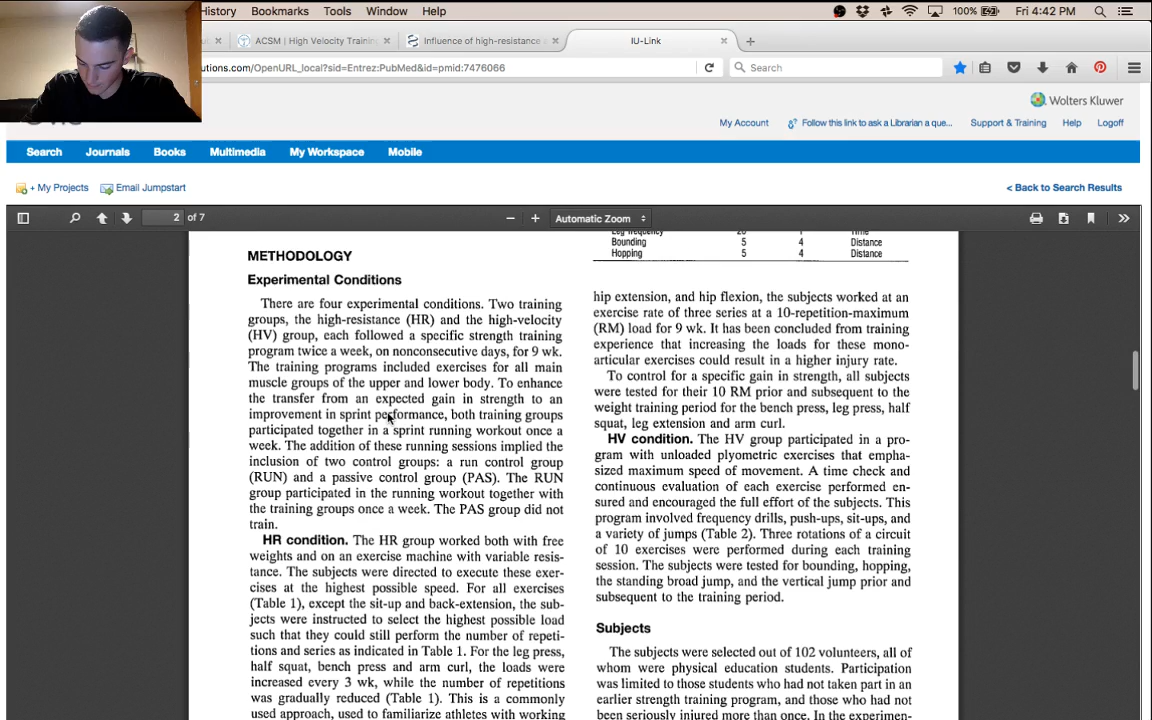 History Bookmarks Tools Window Help
100% Fri 4:42 PM
ACSM | High Velocity Trainin
Influence of high-resistance
IU-Link
utions.com/OpenURL_local?sid=Entrez:PubMed&id=pmid:7476066
Search
Wolters Kluwer
My Account Follow this link to ask a Librarian a que... Support & Training Help Logoff
Search Journals Books Multimedia My Workspace Mobile
+ My Projects Email Jumpstart < Back to Search Results
2 of 7 Automatic Zoom
METHODOLOGY
Experimental Conditions
There are four experimental conditions. Two training
groups, the high-resistance (HR) and the high-velocity
(HV) group, each followed a specific strength training
program twice a week, on nonconsecutive days, for 9 wk.
The training programs included exercises for all main
muscle groups of the upper and lower body. To enhance
the transfer from an expected gain in strength to an
improvement in sprint performance, both training groups
participated together in a sprint running workout once a
week. The addition of these running sessions implied the
inclusion of two control groups: a run control group
(RUN) and a passive control group (PAS). The RUN
group participated in the running workout together with
the training groups once a week. The PAS group did not
train.
HR condition. The HR group worked both with free
weights and on an exercise machine with variable resis-
tance. The subjects were directed to execute these exer-
cises at the highest possible speed. For all exercises
(Table 1), except the sit-up and back-extension, the sub-
jects were instructed to select the highest possible load
such that they could still perform the number of repeti-
tions and series as indicated in Table 1. For the leg press,
half squat, bench press and arm curl, the loads were
increased every 3 wk, while the number of repetitions
was gradually reduced (Table 1). This is a commonly
used approach, used to familiarize athletes with working
Leg frequency 20 1 Time
Bounding 5 4 Distance
Hopping 5 4 Distance
hip extension, and hip flexion, the subjects worked at an
exercise rate of three series at a 10-repetition-maximum
(RM) load for 9 wk. It has been concluded from training
experience that increasing the loads for these mono-
articular exercises could result in a higher injury rate.
To control for a specific gain in strength, all subjects
were tested for their 10 RM prior and subsequent to the
weight training period for the bench press, leg press, half
squat, leg extension and arm curl.
HV condition. The HV group participated in a pro-
gram with unloaded plyometric exercises that empha-
sized maximum speed of movement. A time check and
continuous evaluation of each exercise performed en-
sured and encouraged the full effort of the subjects. This
program involved frequency drills, push-ups, sit-ups, and
a variety of jumps (Table 2). Three rotations of a circuit
of 10 exercises were performed during each training
session. The subjects were tested for bounding, hopping,
the standing broad jump, and the vertical jump prior and
subsequent to the training period.
Subjects
The subjects were selected out of 102 volunteers, all of
whom were physical education students. Participation
was limited to those students who had not taken part in an
earlier strength training program, and those who had not
been seriously injured more than once. In the experimen-